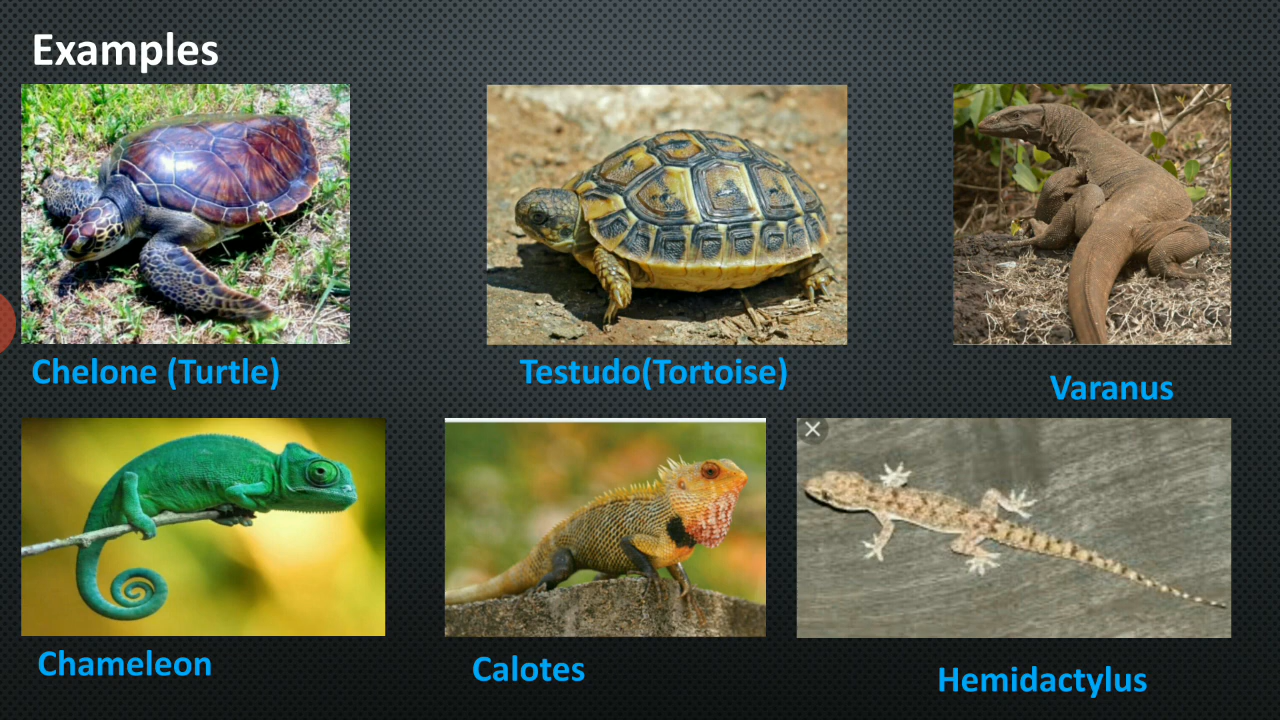 Examples
Chelone (Turtle)
Testudo(Tortoise)
Varanus
Chameleon
Calotes
Hemidactylus